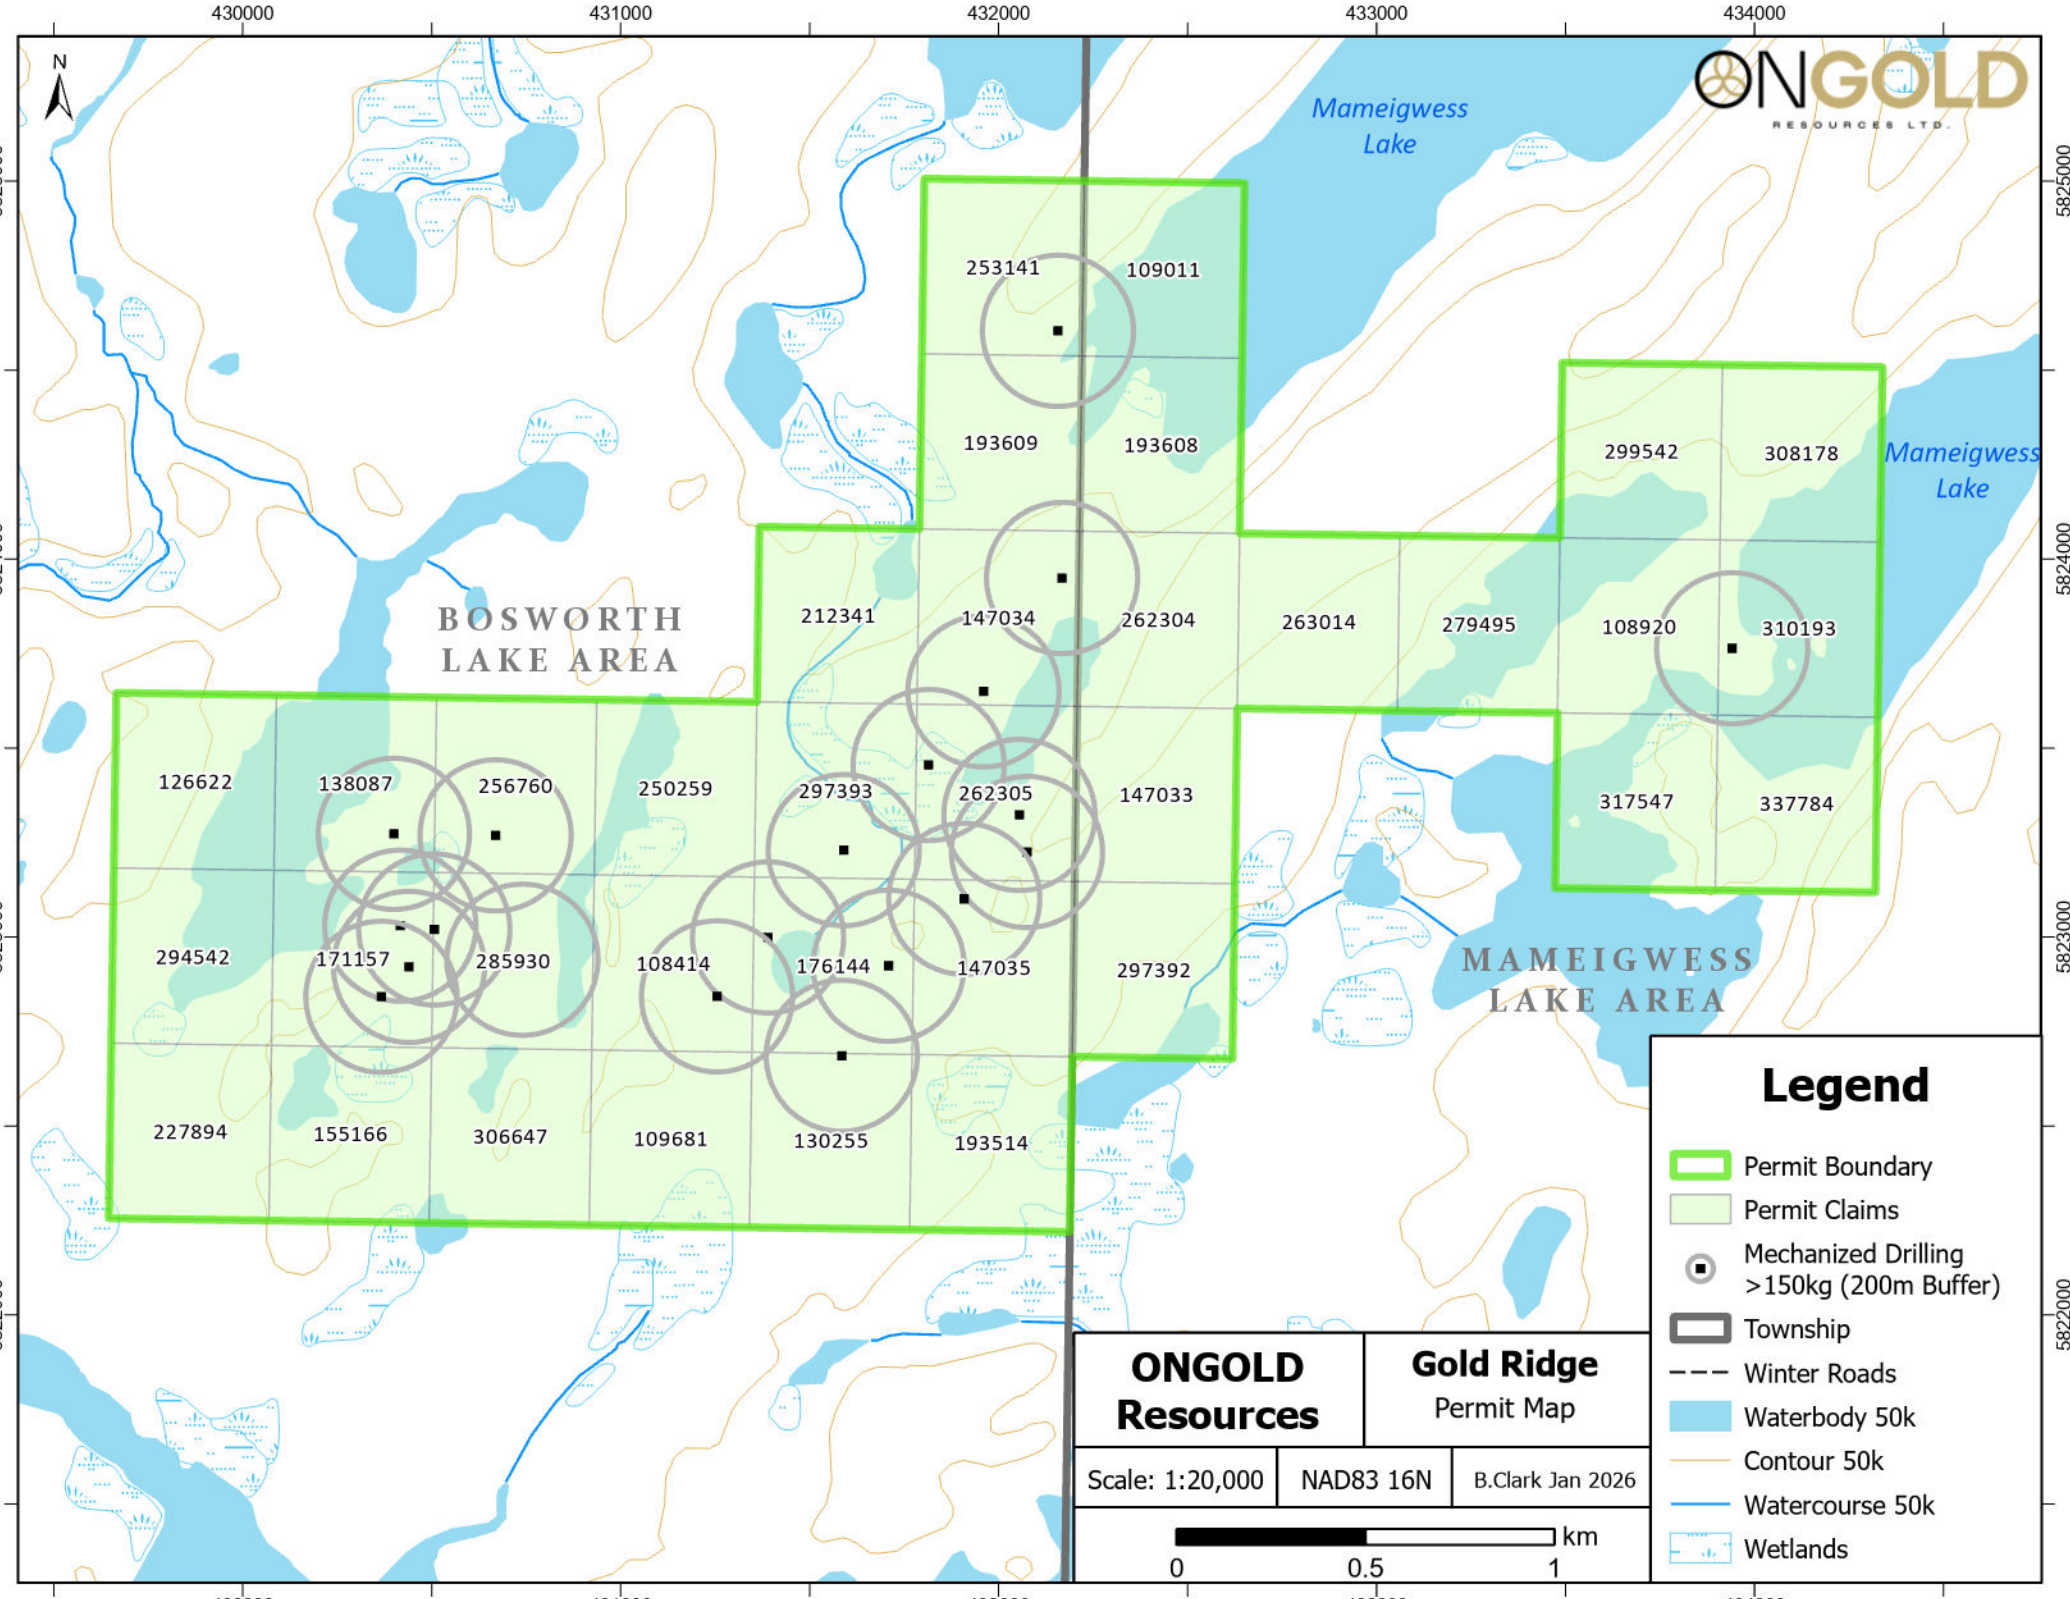 430000
431000
432000
433000
434000
N
ONGOLD
RESOURCES LTD.
Mameigwess
Lake
5825000
253141
109011
193609
193608
299542
308178
Mameigwess
Lake
5824000
BOSWORTH
LAKE AREA
212341
147034
262304
263014
279495
108920
310193
126622
138087
256760
250259
297393
262305
147033
317547
337784
5823000
294542
171157
285930
108414
176144
147035
297392
MAMEIGWESS
LAKE AREA
227894
155166
306647
109681
130255
193514
5822000
ONGOLD
Resources
Gold Ridge
Permit Map
Scale: 1:20,000
NAD83 16N
B.Clark Jan 2026
km
0
0.5
1
Legend
Permit Boundary
Permit Claims
Mechanized Drilling
>150kg (200m Buffer)
Township
Winter Roads
Waterbody 50k
Contour 50k
Watercourse 50k
Wetlands